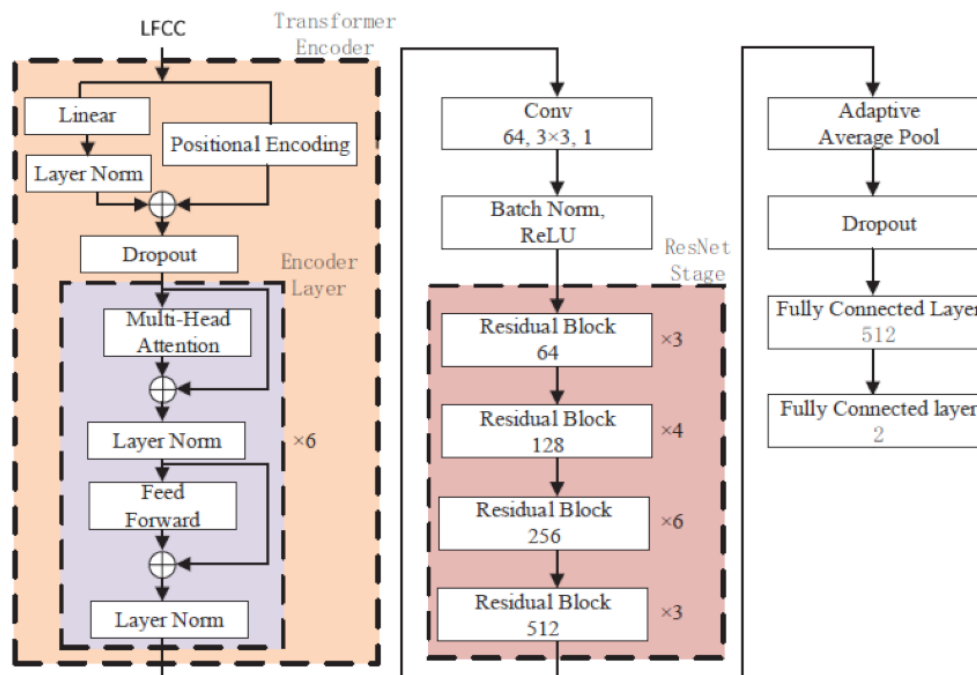 LFCC
Transformer
Encoder
Linear
Positional Encoding
Layer Norm
Dropout
Encoder
Layer
Multi-Head
Attention
Layer Norm
×6
Feed
Forward
Layer Norm
Conv
64, 3×3, 1
Batch Norm,
ReLU
ResNet
Stage
Residual Block
64
×3
Residual Block
128
×4
Residual Block
256
×6
Residual Block
512
×3
Adaptive
Average Pool
Dropout
Fully Connected Layer
512
Fully Connected layer
2